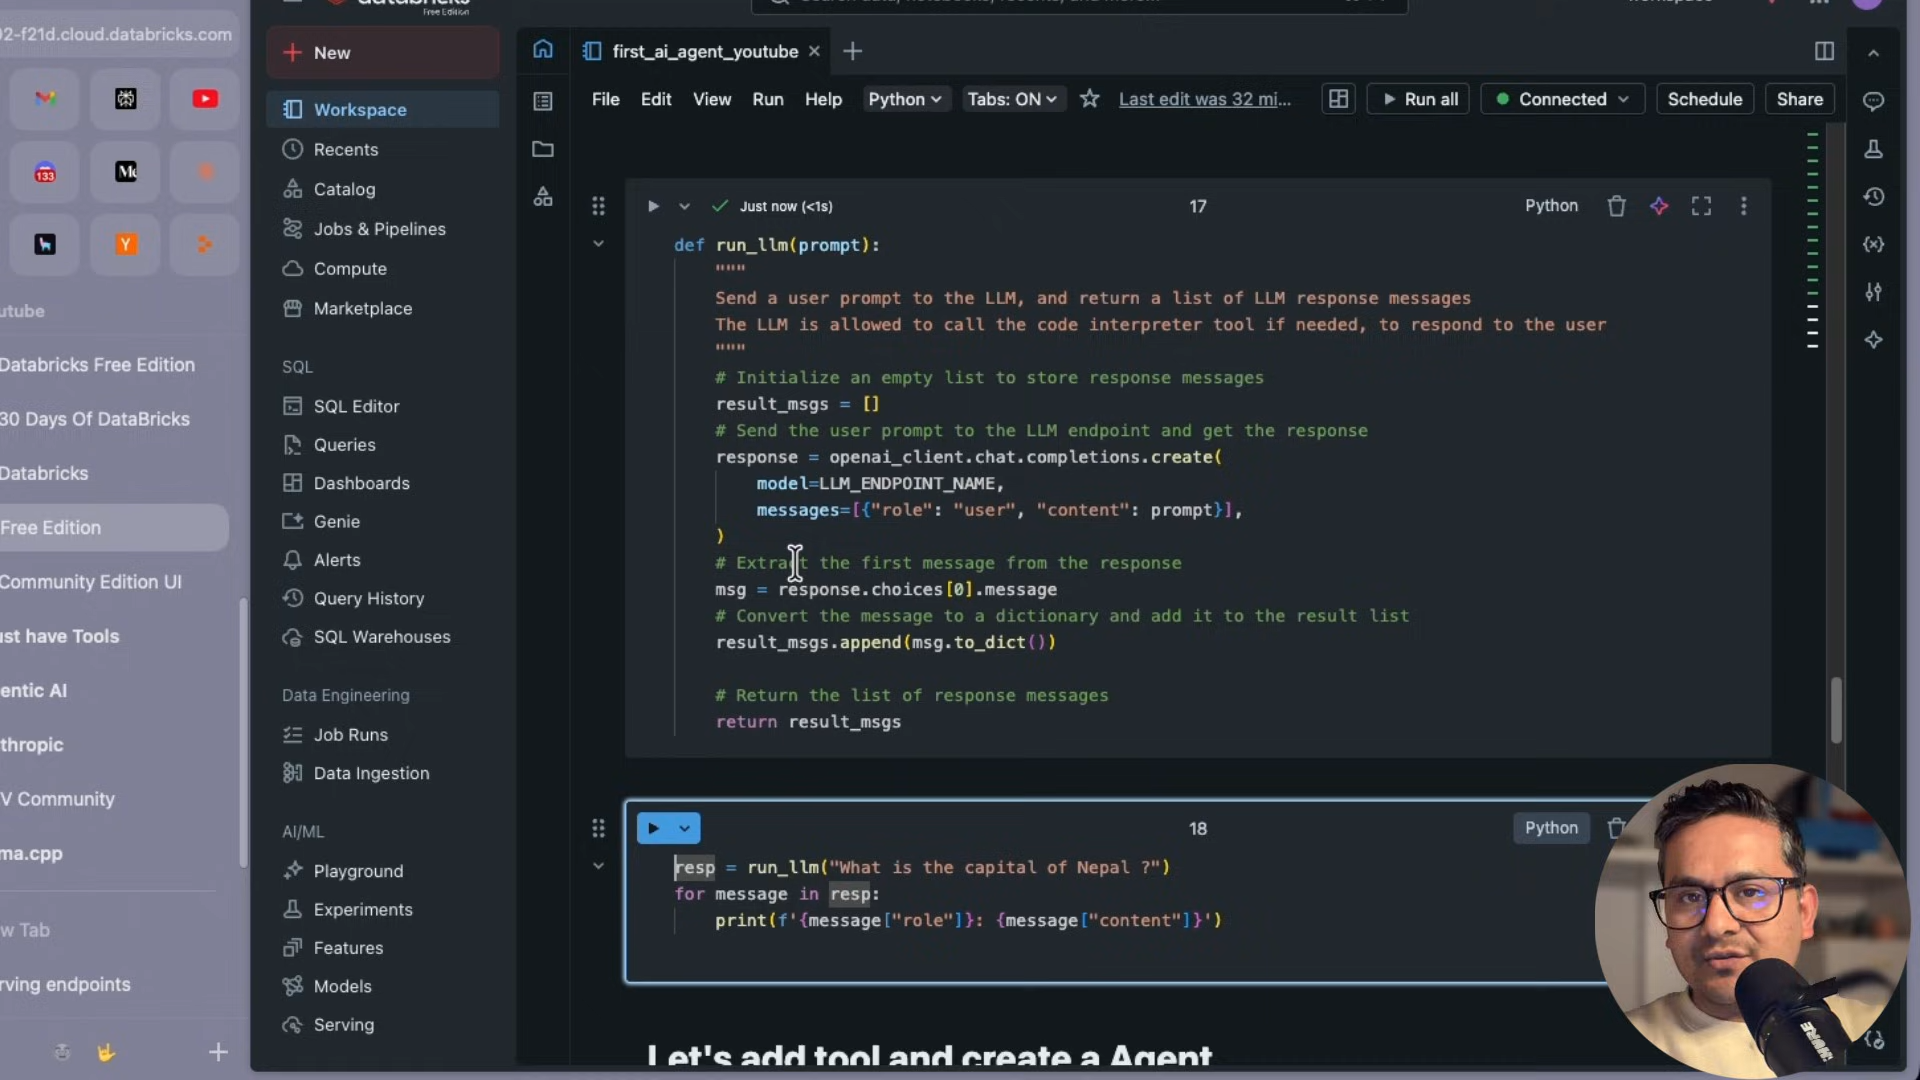 02-f21d.cloud.databricks.com
133
utube
Databricks Free Edition
30 Days Of DataBricks
Databricks
Free Edition
Community Edition UI
ust have Tools
entic AI
thropic
V Community
ma.cpp
w Tab
rving endpoints
databricks
Free Edition
New
Workspace
Recents
Catalog
Jobs & Pipelines
Compute
Marketplace
SQL
SQL Editor
Queries
Dashboards
Genie
Alerts
Query History
SQL Warehouses
Data Engineering
Job Runs
Data Ingestion
AI/ML
Playground
Experiments
Features
Models
Serving
first_ai_agent_youtube
File Edit View Run Help Python Tabs: ON Last edit was 32 mi... Run all Connected Schedule Share
Just now (<1s) 17 Python
def run_llm(prompt):
"""
Send a user prompt to the LLM, and return a list of LLM response messages
The LLM is allowed to call the code interpreter tool if needed, to respond to the user
"""
# Initialize an empty list to store response messages
result_msgs = []
# Send the user prompt to the LLM endpoint and get the response
response = openai_client.chat.completions.create(
model=LLM_ENDPOINT_NAME,
messages=[{"role": "user", "content": prompt}],
)
# Extract the first message from the response
msg = response.choices[0].message
# Convert the message to a dictionary and add it to the result list
result_msgs.append(msg.to_dict())
# Return the list of response messages
return result_msgs
18 Python
resp = run_llm("What is the capital of Nepal ?")
for message in resp:
print(f'{message["role"]}: {message["content"]}')
Let's add tool and create a Agent